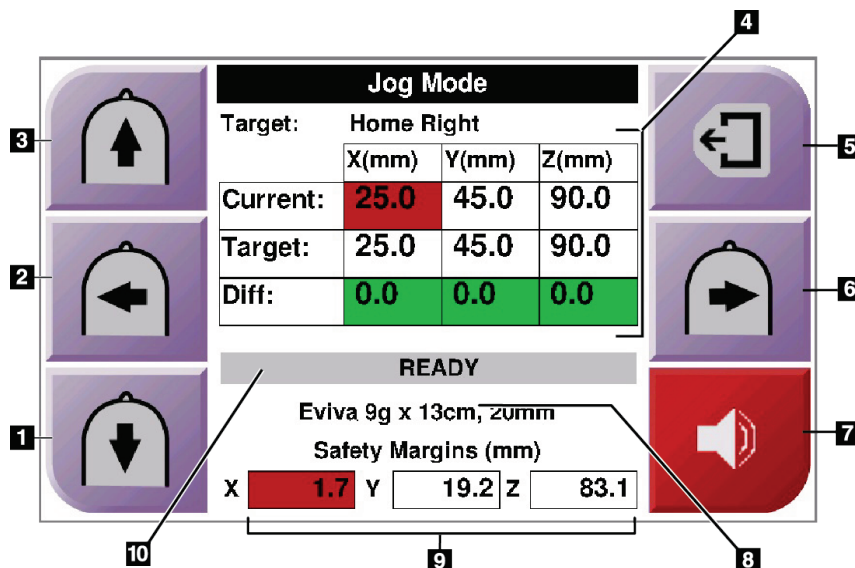 4
Jog Mode
Target: Home Right
3
5
X(mm) Y(mm) Z(mm)
Current: 25.0 45.0 90.0
Target: 25.0 45.0 90.0
2
6
Diff: 0.0 0.0 0.0
READY
Eviva 9g x 13cm, 20mm
1
7
Safety Margins (mm)
X 1.7 Y 19.2 Z 83.1
10
9
8